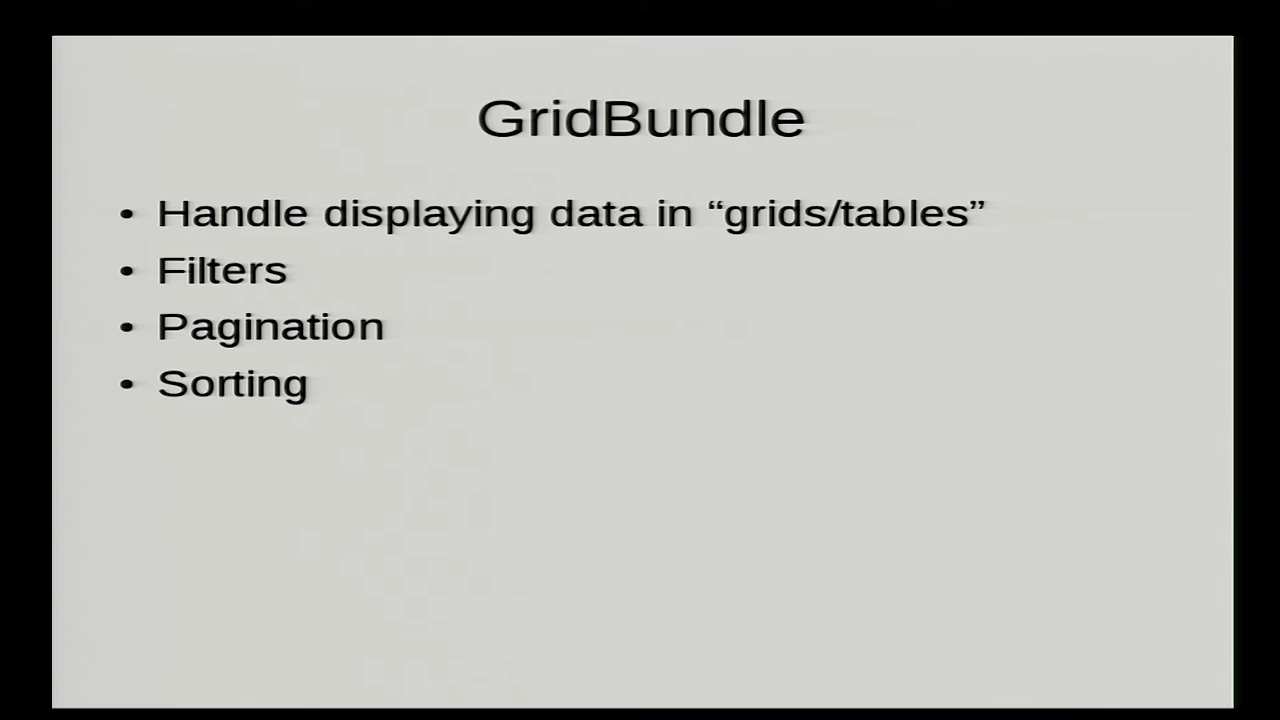 GridBundle
• Handle displaying data in “grids/tables”
• Filters
• Pagination
• Sorting